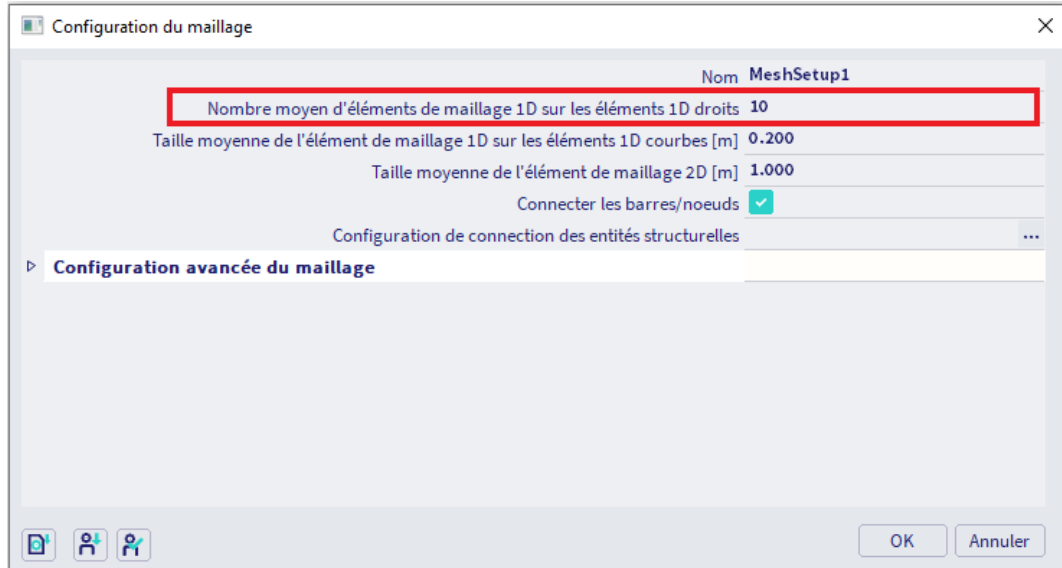 Configuration du maillage
Nom MeshSetup1
Nombre moyen d'éléments de maillage 1D sur les éléments 1D droits 10
Taille moyenne de l'élément de maillage 1D sur les éléments 1D courbes [m] 0.200
Taille moyenne de l'élément de maillage 2D [m] 1.000
Connecter les barres/noeuds
Configuration de connection des entités structurelles ...
Configuration avancée du maillage
OK Annuler